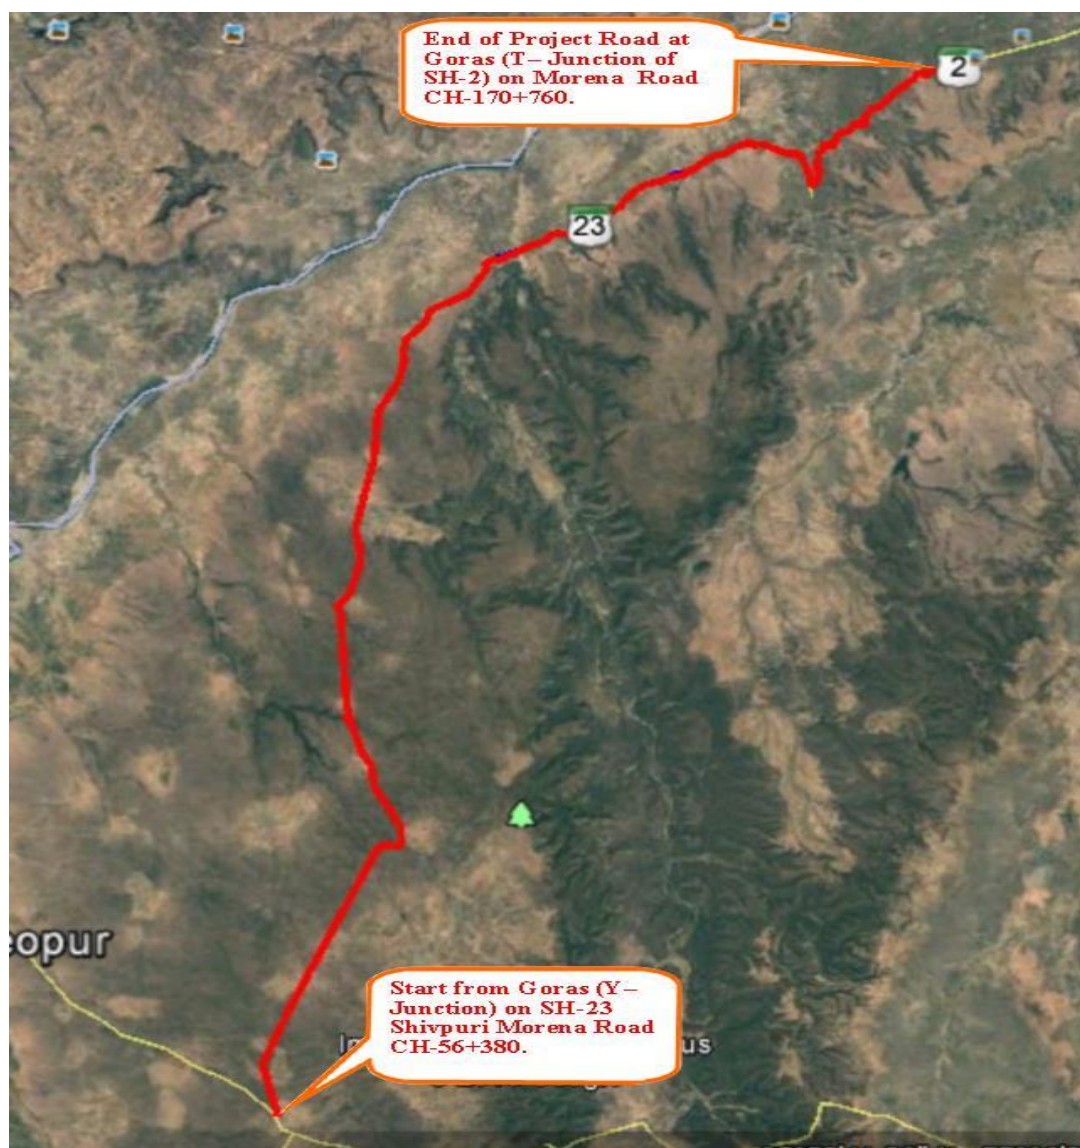 End of Project Road at
Goras (T– Junction of
SH-2) on Morena Road
CH-170+760.
2
23
eopur
Start from Goras (Y–
Junction) on SH-23
Shivpuri Morena Road
CH-56+380.